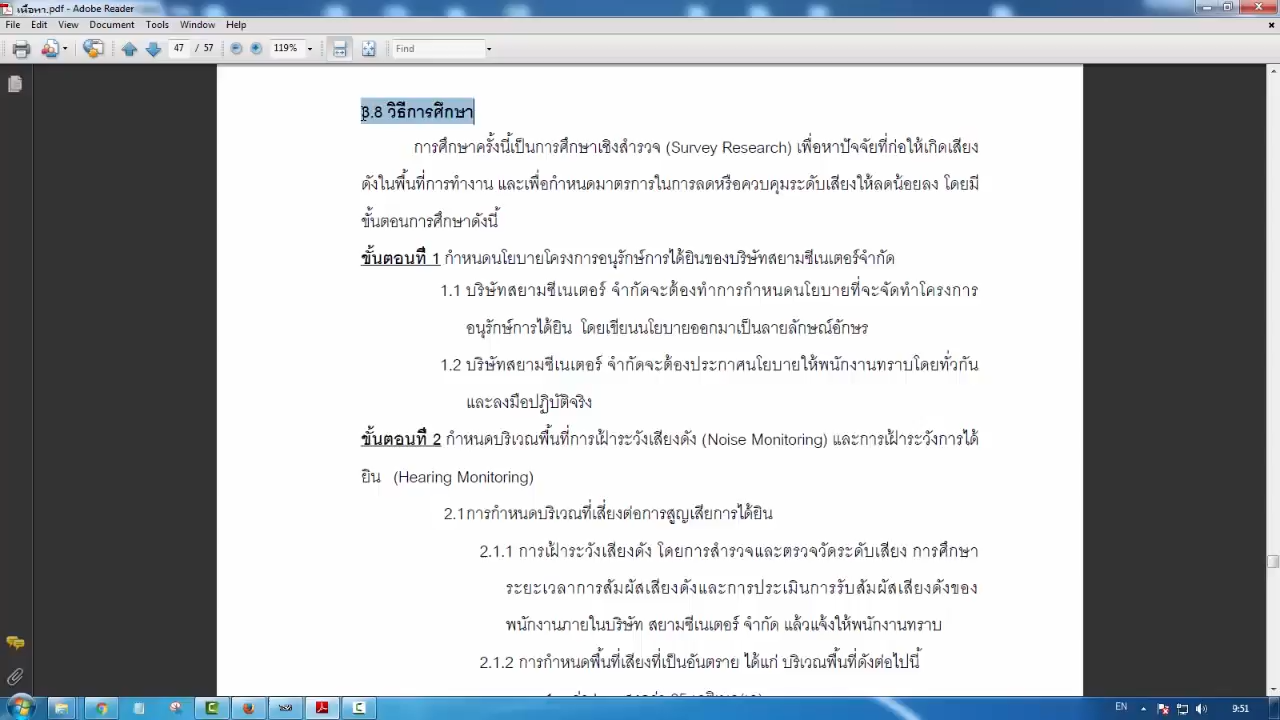 เนื้อหา.pdf - Adobe Reader
File Edit View Document Tools Window Help
47 / 57 119% Find
3.8 วิธีการศึกษา
การศึกษาครั้งนี้เป็นการศึกษาเชิงสำรวจ (Survey Research) เพื่อหาปัจจัยที่ก่อให้เกิดเสียง
ดังในพื้นที่การทำงาน และเพื่อกำหนดมาตรการในการลดหรือควบคุมระดับเสียงให้ลดน้อยลง โดยมี
ขั้นตอนการศึกษาดังนี้
ขั้นตอนที่ 1 กำหนดนโยบายโครงการอนุรักษ์การได้ยินของบริษัทสยามซีเนเตอร์จำกัด
1.1 บริษัทสยามซีเนเตอร์ จำกัดจะต้องทำการกำหนดนโยบายที่จะจัดทำโครงการ
อนุรักษ์การได้ยิน โดยเขียนนโยบายออกมาเป็นลายลักษณ์อักษร
1.2 บริษัทสยามซีเนเตอร์ จำกัดจะต้องประกาศนโยบายให้พนักงานทราบโดยทั่วกัน
และลงมือปฏิบัติจริง
ขั้นตอนที่ 2 กำหนดบริเวณพื้นที่การเฝ้าระวังเสียงดัง (Noise Monitoring) และการเฝ้าระวังการได้
ยิน (Hearing Monitoring)
2.1การกำหนดบริเวณที่เสี่ยงต่อการสูญเสียการได้ยิน
2.1.1 การเฝ้าระวังเสียงดัง โดยการสำรวจและตรวจวัดระดับเสียง การศึกษา
ระยะเวลาการสัมผัสเสียงดังและการประเมินการรับสัมผัสเสียงดังของ
พนักงานภายในบริษัท สยามซีเนเตอร์ จำกัด แล้วแจ้งให้พนักงานทราบ
2.1.2 การกำหนดพื้นที่เสียงที่เป็นอันตราย ได้แก่ บริเวณพื้นที่ดังต่อไปนี้
EN 9:51